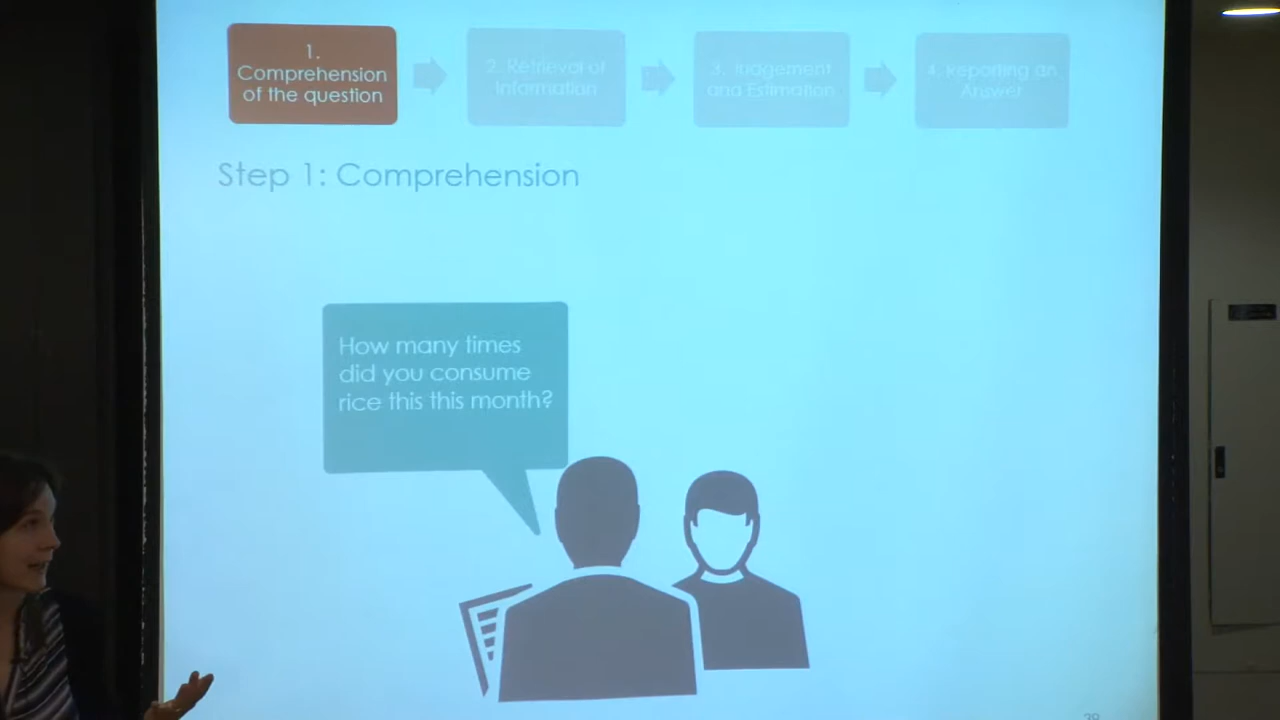 1.
Comprehension
of the question
2. Retrieval of
Information
3. Judgement
and Estimation
4. Reporting an
Answer
Step 1: Comprehension
How many times
did you consume
rice this this month?